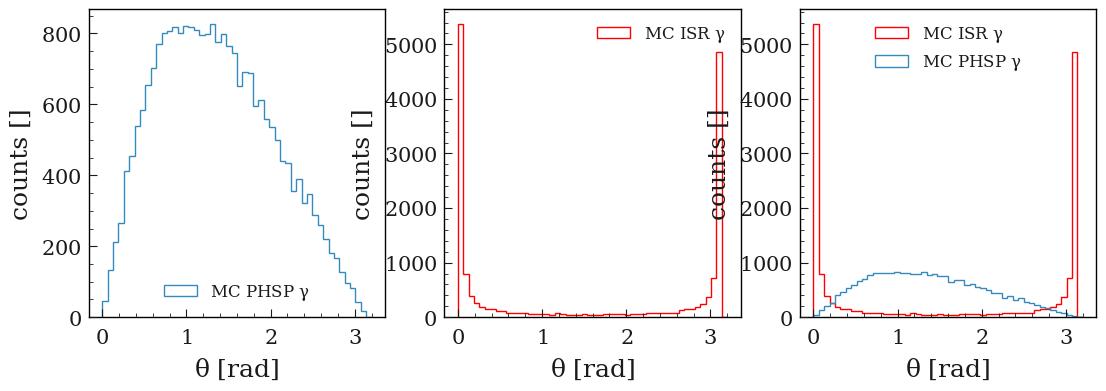 counts []
800
600
400
200
0
MC PHSP γ
0 1 2 3
θ [rad]
counts []
5000
4000
3000
2000
1000
0
MC ISR γ
0 1 2 3
θ [rad]
counts []
5000
4000
3000
2000
1000
0
MC ISR γ
MC PHSP γ
0 1 2 3
θ [rad]